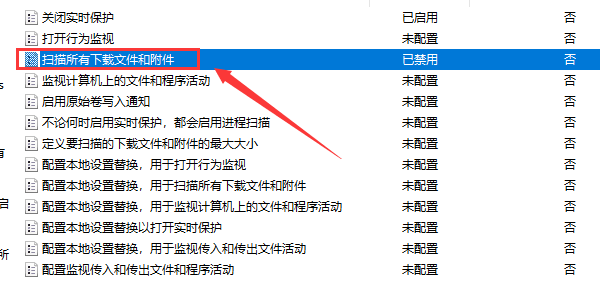 关闭实时保护 已启用 否
打开行为监视 未配置 否
扫描所有下载文件和附件 已禁用 否
监视计算机上的文件和程序活动 未配置 否
s
启用原始卷写入通知 未配置 否
不论何时启用实时保护，都会启用进程扫描 未配置 否
定义要扫描的下载文件和附件的最大大小 未配置 否
有
配置本地设置替换，用于打开行为监视 未配置 否
配置本地设置替换，用于扫描所有下载文件和附件 未配置 否
启
配置本地设置替换，用于监视计算机上的文件和程序活动 未配置 否
配置本地设置替换以打开实时保护 未配置 否
所
配置本地设置替换，用于监视传入和传出文件活动 未配置 否
配置监视传入和传出文件和程序活动 未配置 否